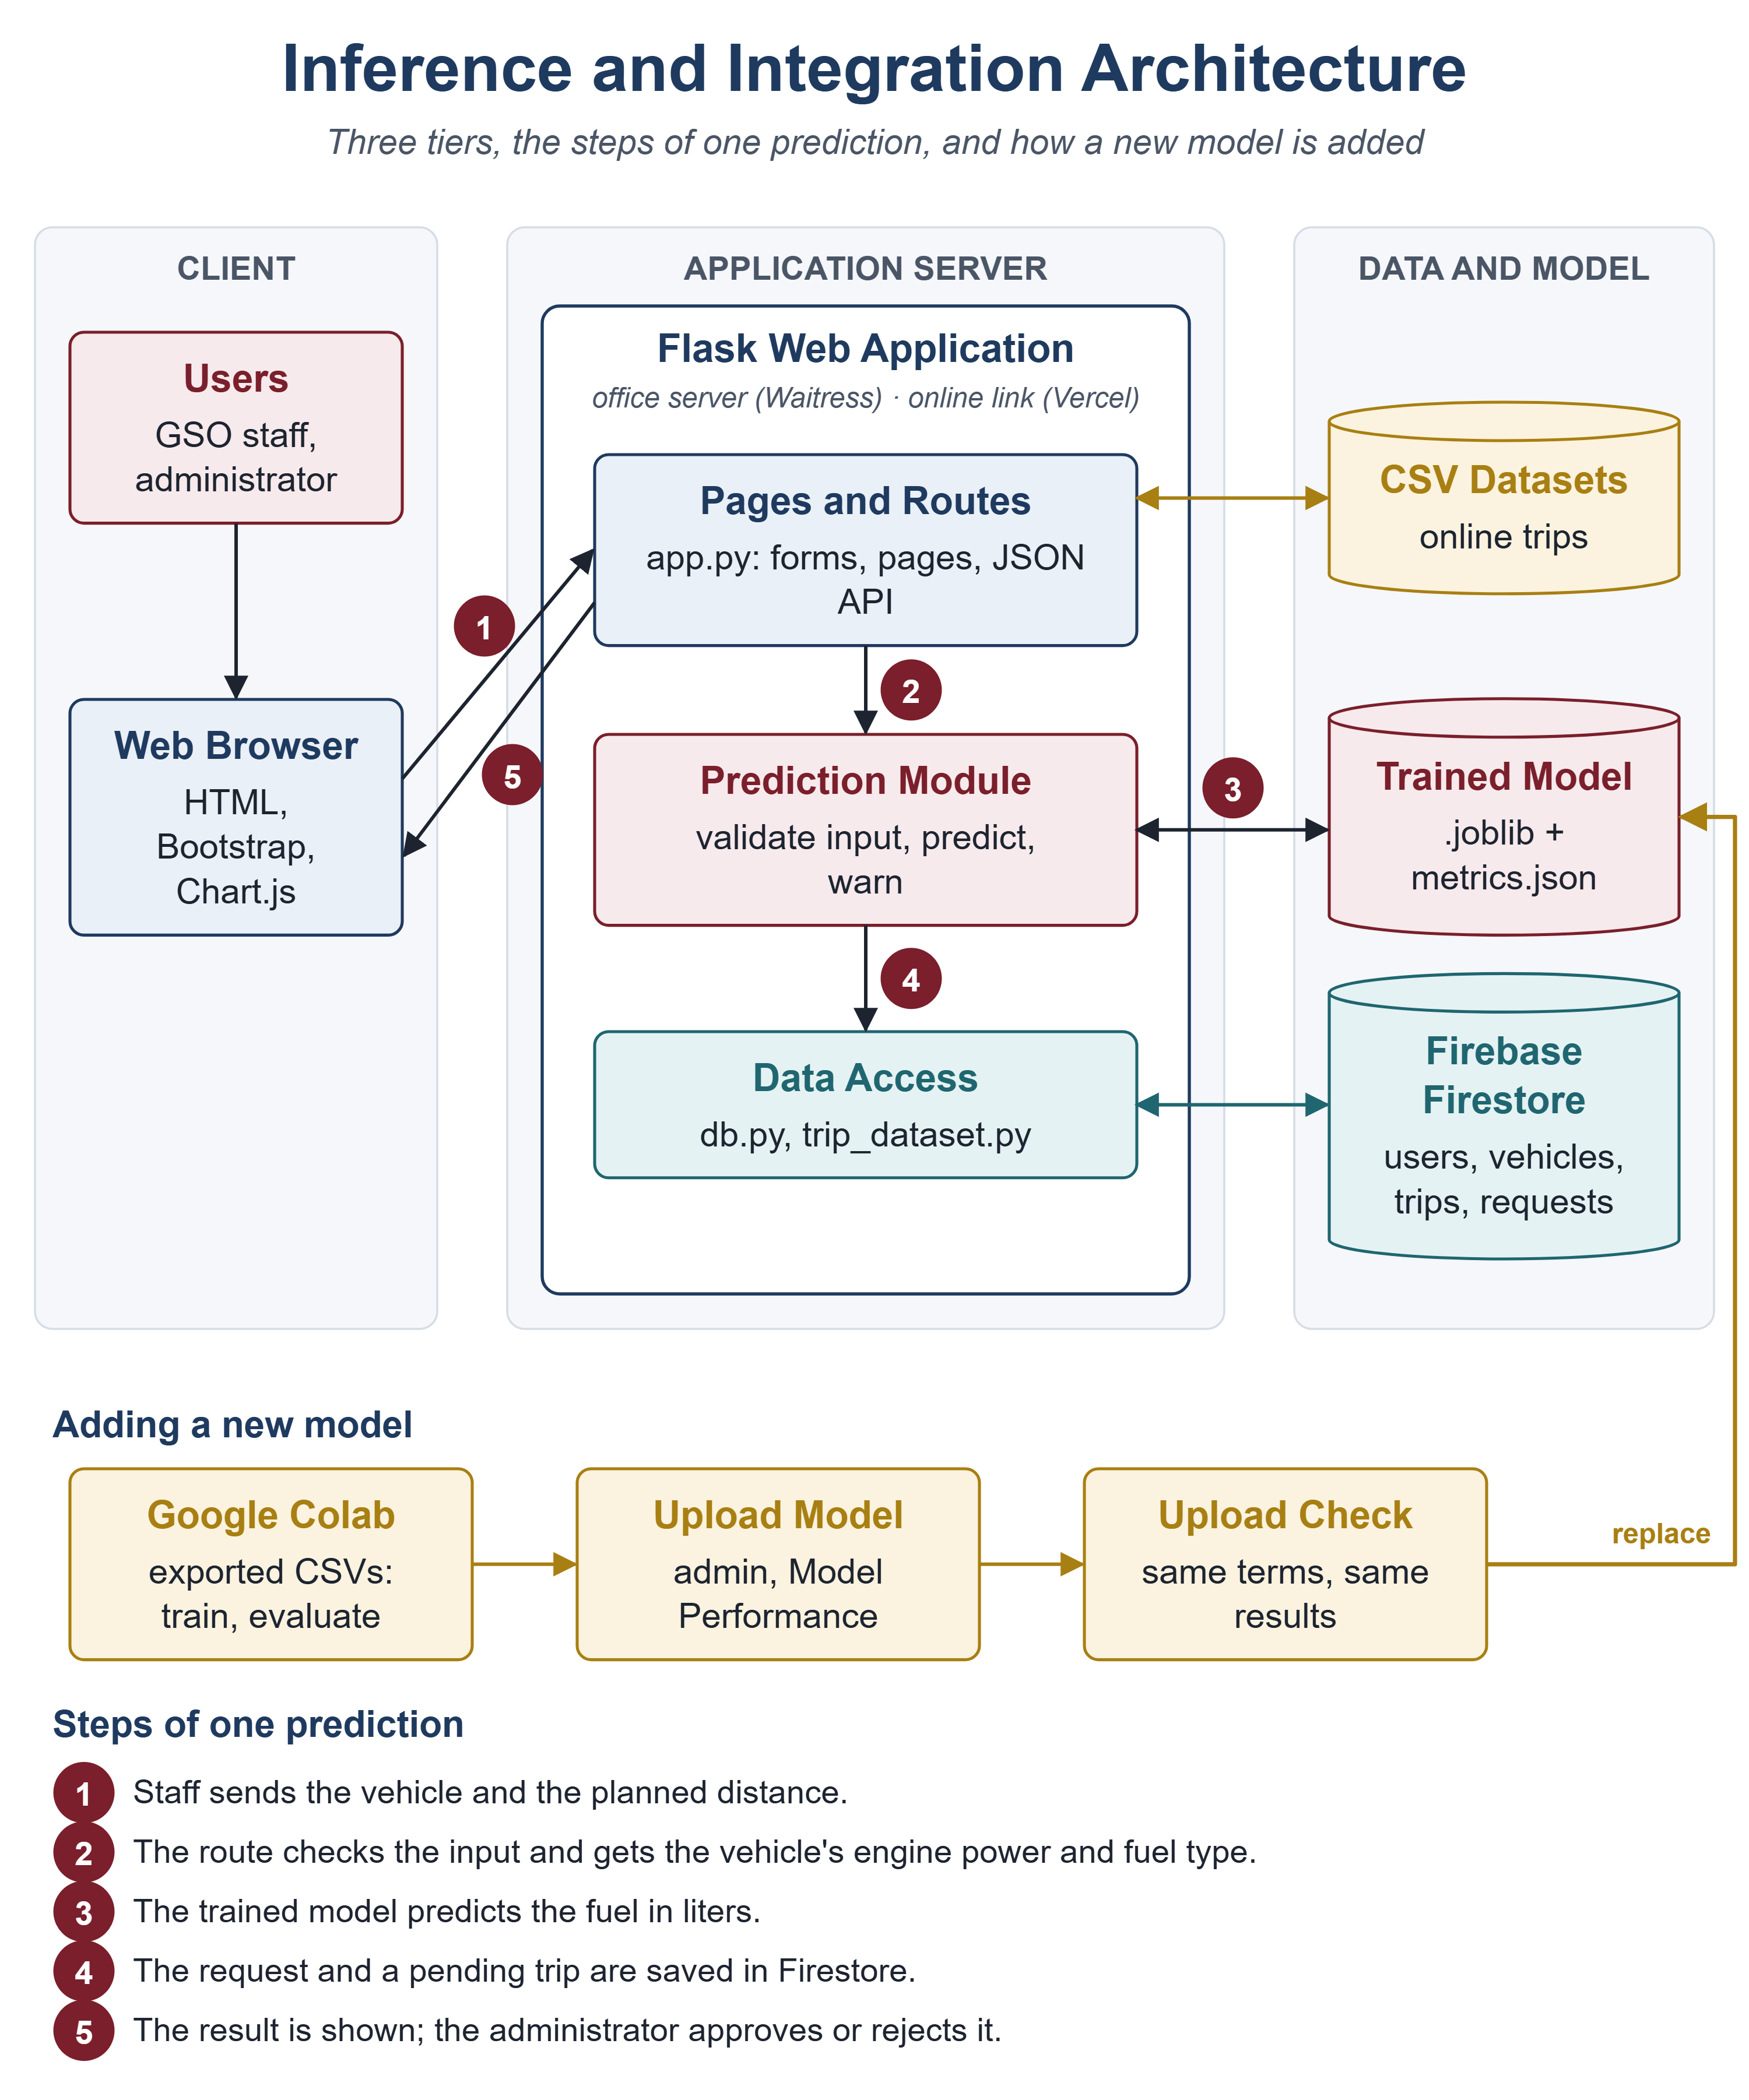 Inference and Integration Architecture
Three tiers, the steps of one prediction, and how a new model is added
CLIENT
Users
GSO staff,
administrator
Web Browser
HTML,
Bootstrap,
Chart.js
1
5
APPLICATION SERVER
Flask Web Application
office server (Waitress) · online link (Vercel)
Pages and Routes
app.py: forms, pages, JSON
API
2
Prediction Module
validate input, predict,
warn
3
4
Data Access
db.py, trip_dataset.py
DATA AND MODEL
CSV Datasets
online trips
Trained Model
.joblib +
metrics.json
Firebase
Firestore
users, vehicles,
trips, requests
Adding a new model
Google Colab
exported CSVs:
train, evaluate
Upload Model
admin, Model
Performance
Upload Check
same terms, same
results
replace
Steps of one prediction
1 Staff sends the vehicle and the planned distance.
2 The route checks the input and gets the vehicle's engine power and fuel type.
3 The trained model predicts the fuel in liters.
4 The request and a pending trip are saved in Firestore.
5 The result is shown; the administrator approves or rejects it.